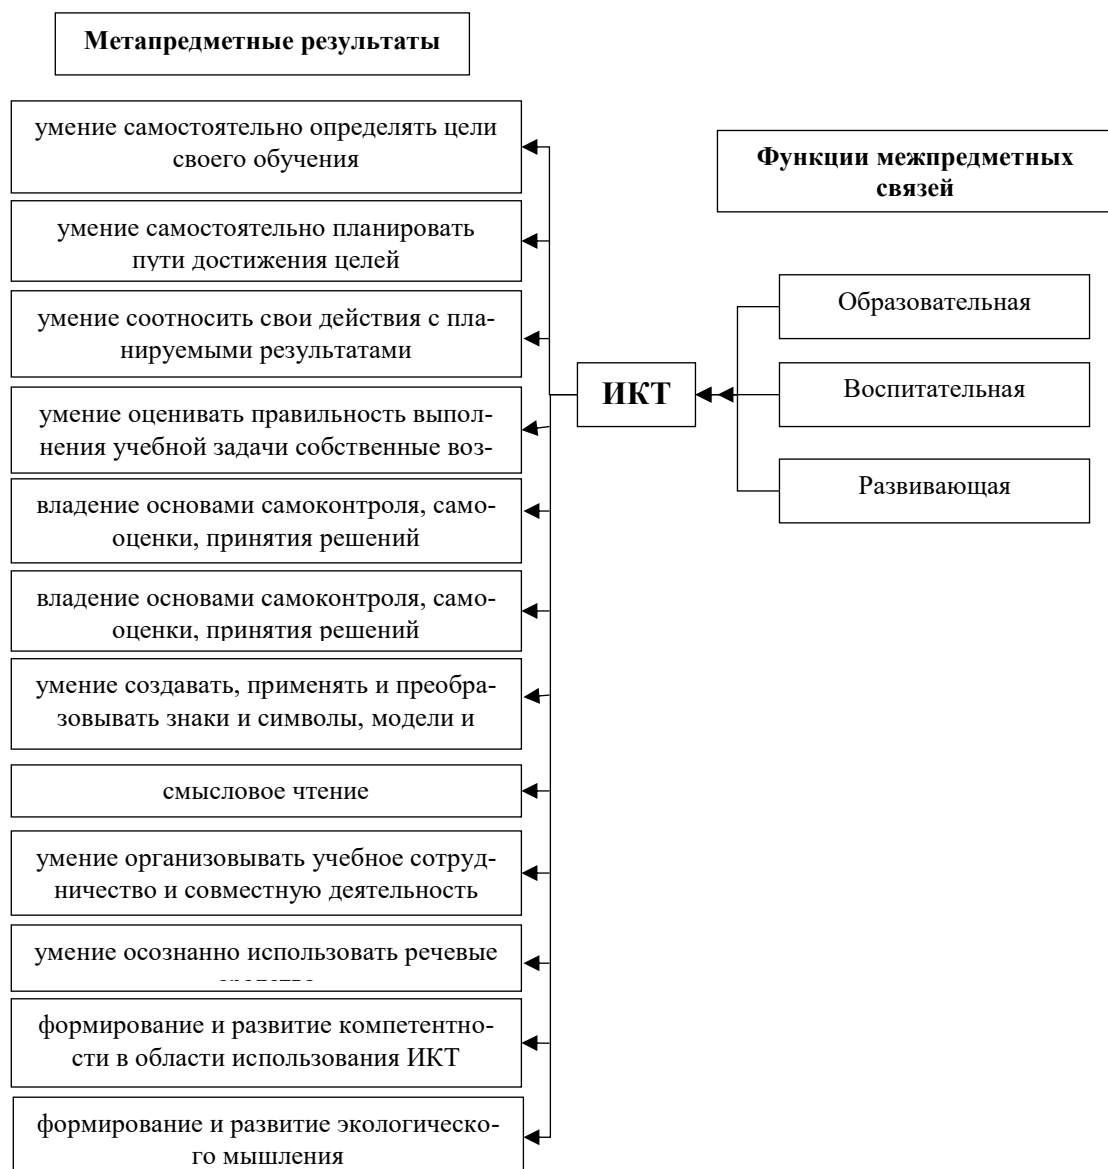 Метапредметные результаты
умение самостоятельно определять цели
своего обучения
умение самостоятельно планировать
пути достижения целей
умение соотносить свои действия с пла-
нируемыми результатами
умение оценивать правильность выпол-
нения учебной задачи собственные воз-
владение основами самоконтроля, само-
оценки, принятия решений
владение основами самоконтроля, само-
оценки, принятия решений
умение создавать, применять и преобра-
зовывать знаки и символы, модели и
смысловое чтение
умение организовывать учебное сотруд-
ничество и совместную деятельность
умение осознанно использовать речевые
формирование и развитие компетентно-
сти в области использования ИКТ
формирование и развитие экологическо-
го мышления
ИКТ
Функции межпредметных
связей
Образовательная
Воспитательная
Развивающая